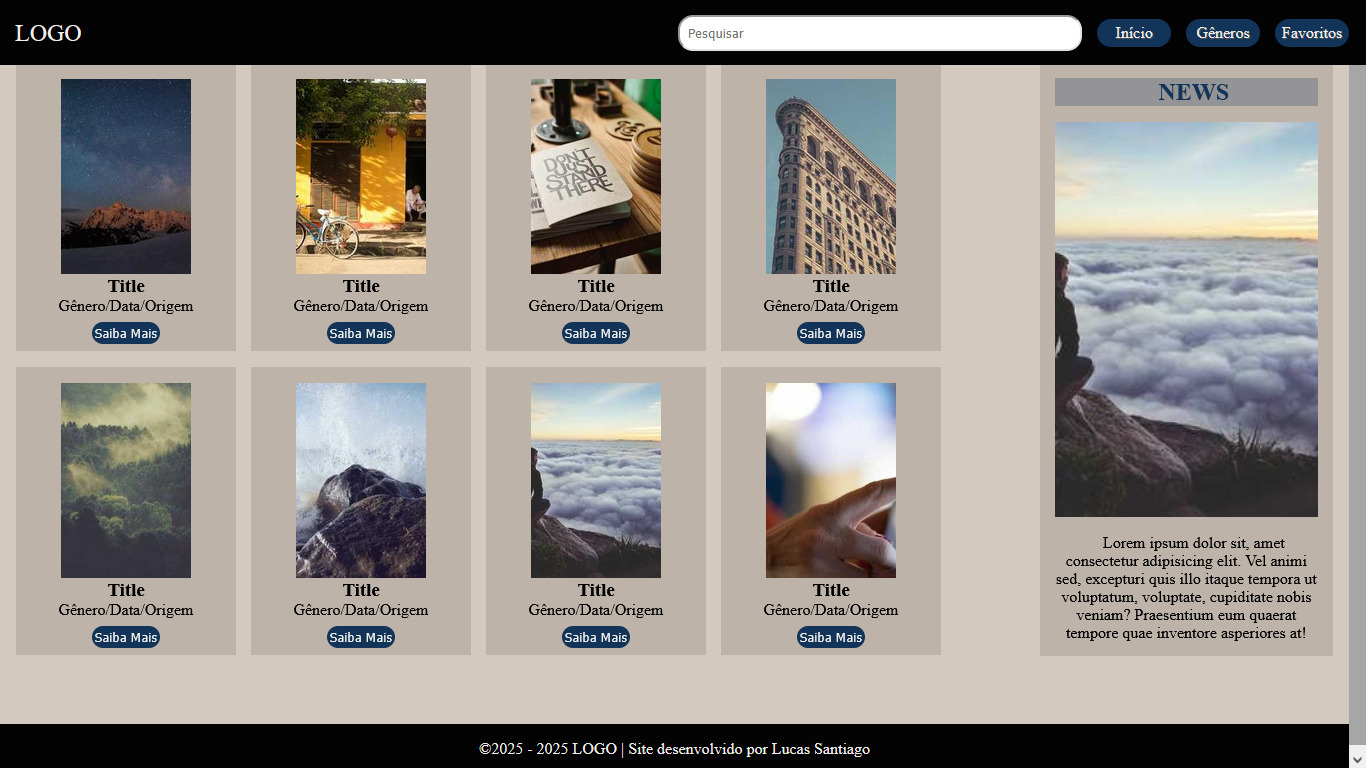 LOGO
Pesquisar
Início
Gêneros
Favoritos
DON'T
JUST
STAND
THERE
Title
Gênero/Data/Origem
Saiba Mais
Title
Gênero/Data/Origem
Saiba Mais
Title
Gênero/Data/Origem
Saiba Mais
Title
Gênero/Data/Origem
Saiba Mais
Title
Gênero/Data/Origem
Saiba Mais
Title
Gênero/Data/Origem
Saiba Mais
Title
Gênero/Data/Origem
Saiba Mais
Title
Gênero/Data/Origem
Saiba Mais
NEWS
Lorem ipsum dolor sit, amet
consectetur adipisicing elit. Vel animi
sed, excepturi quis illo itaque tempora ut
voluptatum, voluptate, cupiditate nobis
veniam? Praesentium eum quaerat
tempore quae inventore asperiores at!
©2025 - 2025 LOGO | Site desenvolvido por Lucas Santiago